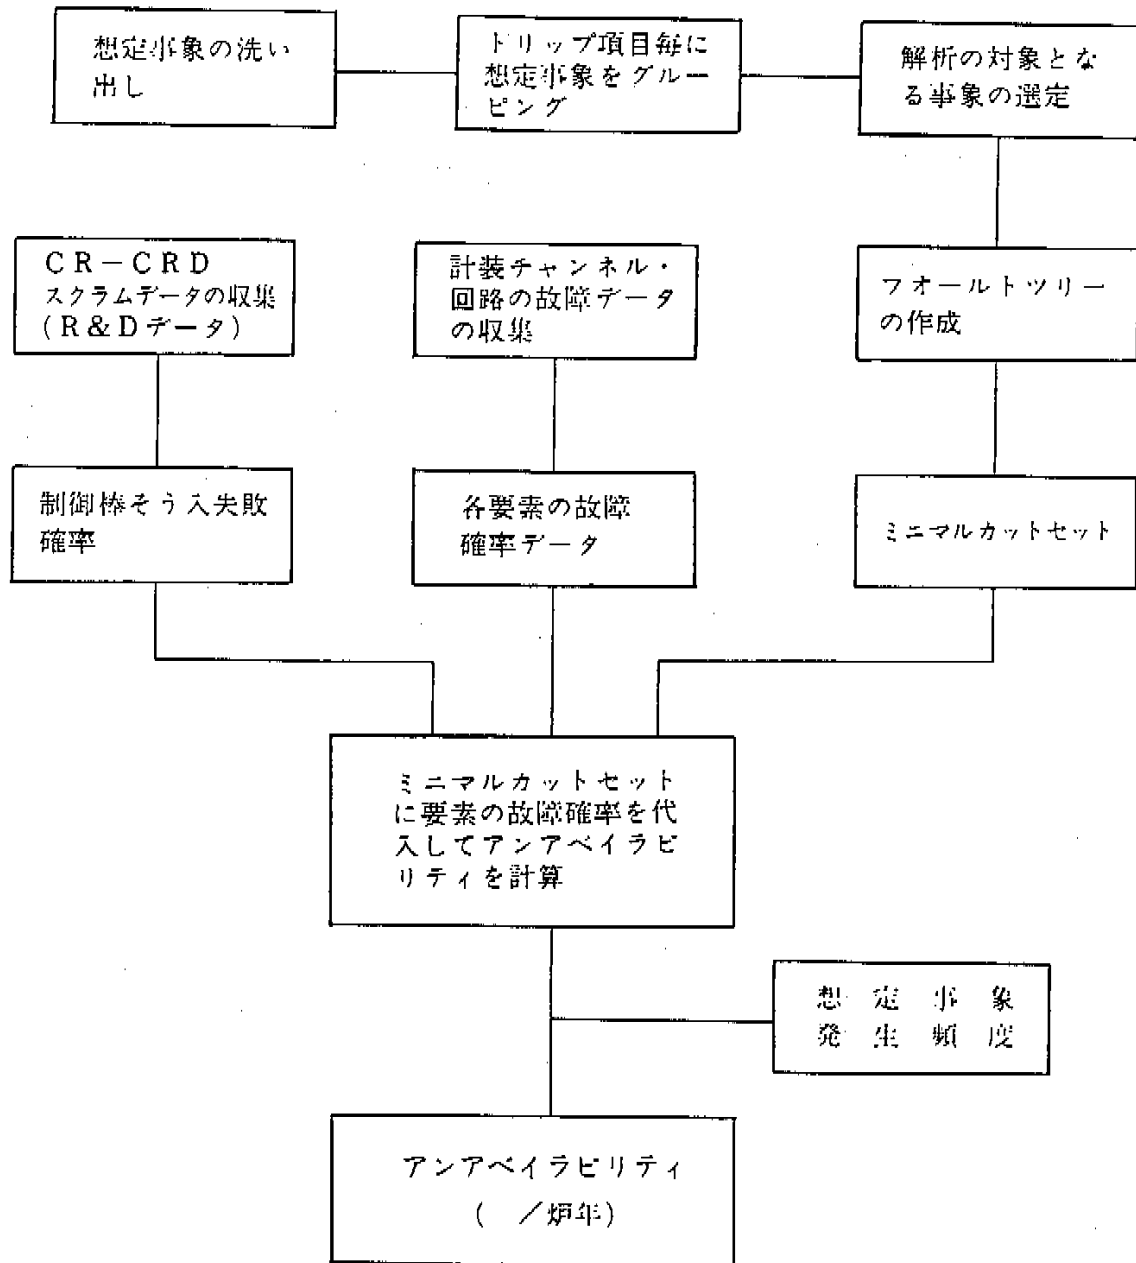 想定事象の洗い
出し
トリップ項目毎に
想定事象をグルー
ピング
解析の対象とな
る事象の選定
CR－CRD
スクラムデータの収集
(R&Dデータ)
計装チャンネル・
回路の故障データ
の収集
フオールトツリー
の作成
制御棒そう入失敗
確率
各要素の故障
確率データ
ミニマルカットセット
ミニマルカットセット
に要素の故障確率を代
入してアンアベイラビ
リティを計算
想定事象
発生頻度
アンアベイラビリティ
(　／炉年)